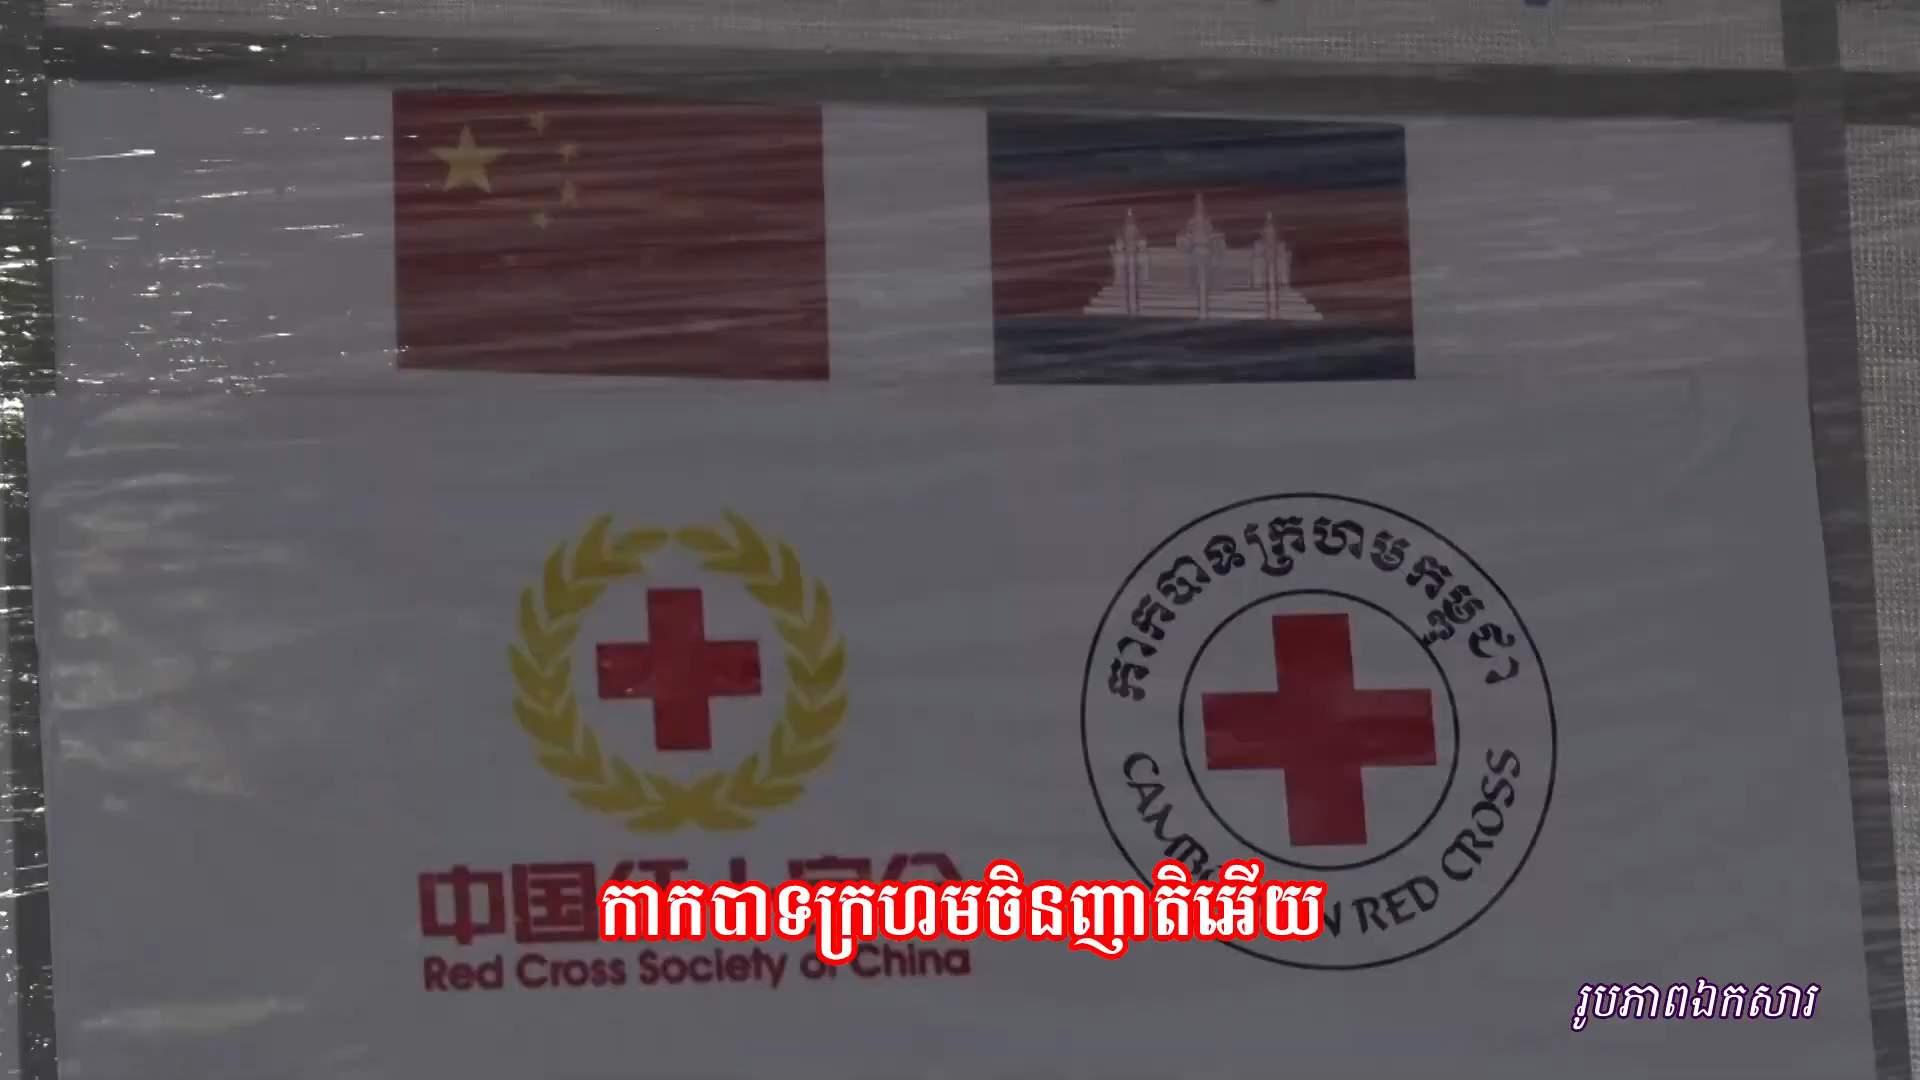 កាកបាទក្រហមកម្ពុជា
RED CROSS
中国
កាកបាទក្រហមចិនញាតិអើយ
Red Cross Society of China
រូបភាពឯកសារ